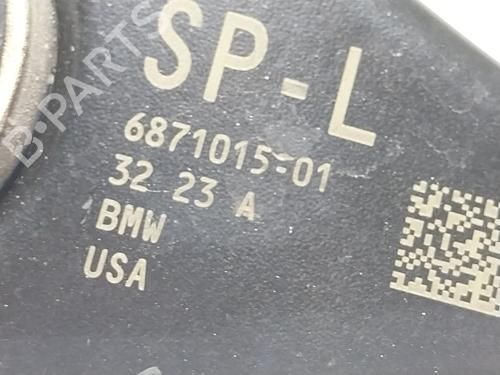 SP-L
6871015-01
32 23 A
BMW
USA
B-PARTS